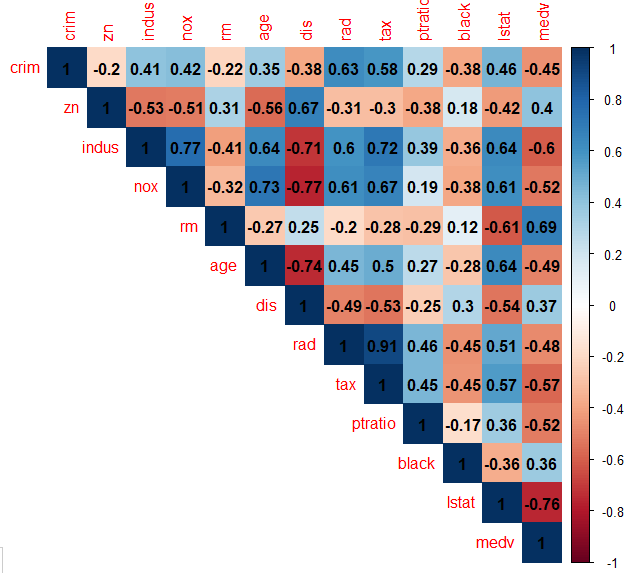 crim zn indus nox rm age dis rad tax ptratio black lstat medv
crim 1 -0.2 0.41 0.42 -0.22 0.35 -0.38 0.63 0.58 0.29 -0.38 0.46 -0.45
zn 1 -0.53 -0.51 0.31 -0.56 0.67 -0.31 -0.3 -0.38 0.18 -0.42 0.4
indus 1 0.77 -0.41 0.64 -0.71 0.6 0.72 0.39 -0.36 0.64 -0.6
nox 1 -0.32 0.73 -0.77 0.61 0.67 0.19 -0.38 0.61 -0.52
rm 1 -0.27 0.25 -0.2 -0.28 -0.29 0.12 -0.61 0.69
age 1 -0.74 0.45 0.5 0.27 -0.28 0.64 -0.49
dis 1 -0.49 -0.53 -0.25 0.3 -0.54 0.37
rad 1 0.91 0.46 -0.45 0.51 -0.48
tax 1 0.45 -0.45 0.57 -0.57
ptratio 1 -0.17 0.36 -0.52
black 1 -0.36 0.36
lstat 1 -0.76
medv 1
1
0.8
0.6
0.4
0.2
0
-0.2
-0.4
-0.6
-0.8
-1